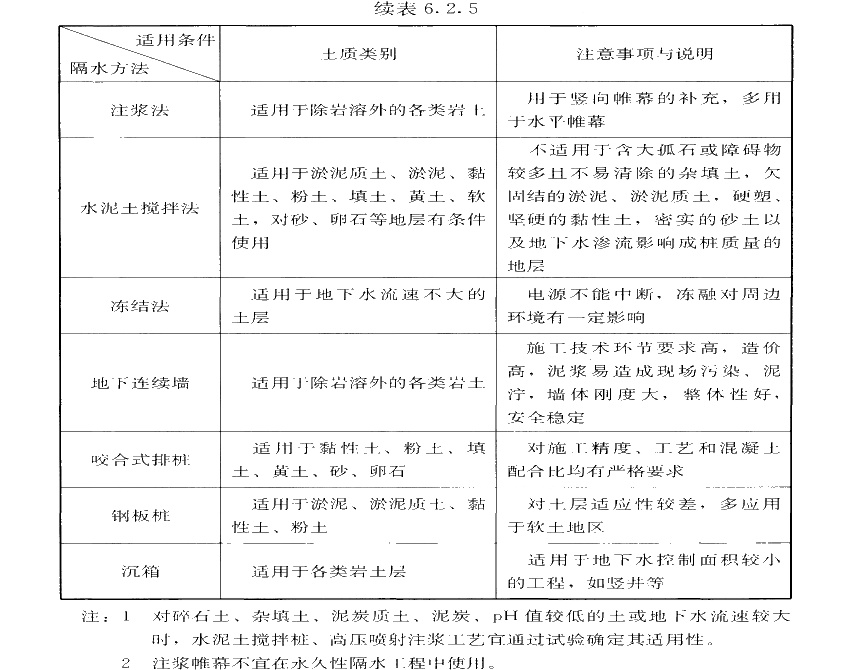 续表 6.2.5
适用条件
隔水方法
土质类别
注意事项与说明
注浆法
适用于除岩溶外的各类岩土
用于竖向帷幕的补充，多用
于水平帷幕
水泥土搅拌法
适用于淤泥质土、淤泥、黏
性土、粉土、填土、黄土、软
土，对砂、卵石等地层有条件
使用
不适用于含大孤石或障碍物
较多且不易清除的杂填土，欠
固结的淤泥、淤泥质土，硬塑、
坚硬的黏性土，密实的砂土以
及地下水渗流影响成桩质量的
地层
冻结法
适用于地下水流速不大的
土层
电源不能中断，冻融对周边
环境有一定影响
地下连续墙
适用于除岩溶外的各类岩土
施工技术环节要求高，造价
高，泥浆易造成现场污染、泥
泞，墙体刚度大，整体性好，
安全稳定
咬合式排桩
适用于黏性土、粉土、填
土、黄土、砂、卵石
对施工精度、工艺和混凝土
配合比均有严格要求
钢板桩
适用于淤泥、淤泥质土、黏
性土、粉土
对土层适应性较差，多应用
于软土地区
沉箱
适用于各类岩土层
适用于地下水控制面积较小
的工程，如竖井等
注：1 对碎石土、杂填土、泥炭质土、泥炭、pH 值较低的土或地下水流速较大
时，水泥土搅拌桩、高压喷射注浆工艺宜通过试验确定其适用性。
2 注浆帷幕不宜在永久性隔水工程中使用。